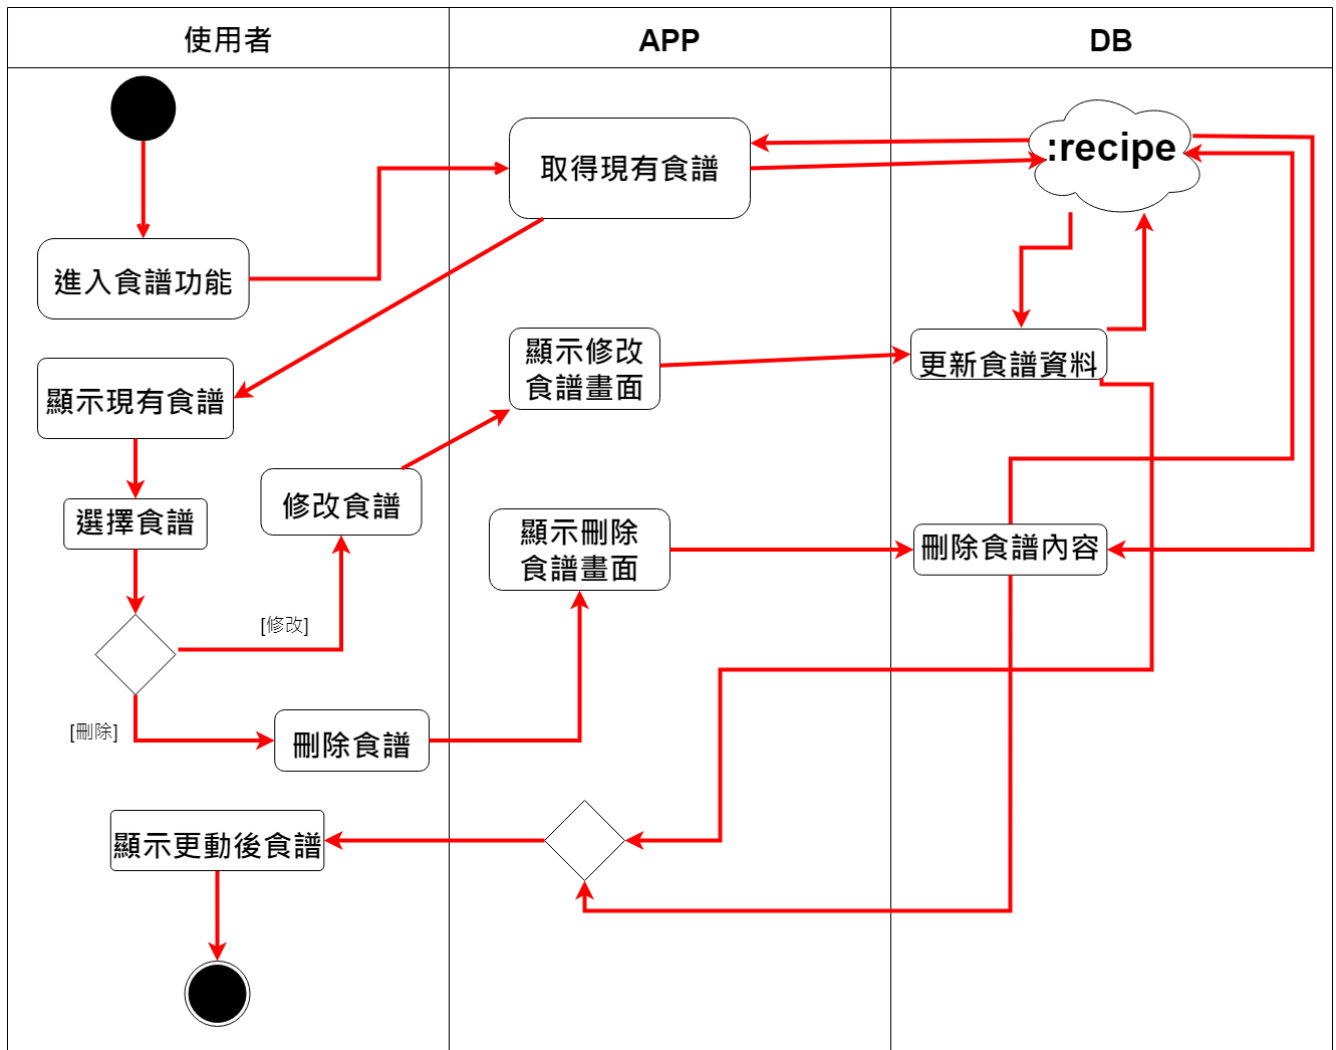 使用者
APP
DB
:recipe
取得現有食譜
進入食譜功能
顯示修改
食譜畫面
更新食譜資料
顯示現有食譜
選擇食譜
修改食譜
顯示刪除
食譜畫面
刪除食譜內容
[修改]
[刪除]
刪除食譜
顯示更動後食譜